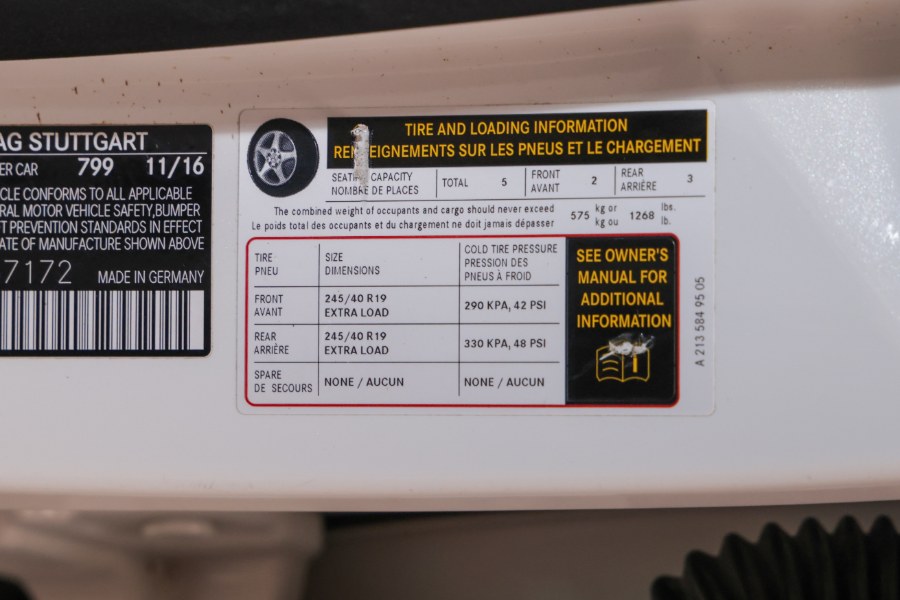 AG STUTTGART
ER CAR 799 11/16
CLE CONFORMS TO ALL APPLICABLE
RAL MOTOR VEHICLE SAFETY,BUMPER
T PREVENTION STANDARDS IN EFFECT
ATE OF MANUFACTURE SHOWN ABOVE
7172 MADE IN GERMANY
TIRE AND LOADING INFORMATION
RENSEIGNEMENTS SUR LES PNEUS ET LE CHARGEMENT
SEATING CAPACITY
NOMBRE DE PLACES
TOTAL 5
FRONT
AVANT
2
REAR
ARRIÈRE
3
The combined weight of occupants and cargo should never exceed
Le poids total des occupants et du chargement ne doit jamais dépasser
575 kg or 1268 lbs.
kg ou lb.
TIRE
PNEU
SIZE
DIMENSIONS
COLD TIRE PRESSURE
PRESSION DES
PNEUS À FROID
FRONT
AVANT
245/40 R19
EXTRA LOAD
290 KPA, 42 PSI
REAR
ARRIÈRE
245/40 R19
EXTRA LOAD
330 KPA, 48 PSI
SPARE
DE SECOURS
NONE / AUCUN
NONE / AUCUN
SEE OWNER'S
MANUAL FOR
ADDITIONAL
INFORMATION
A 213 584 95 05